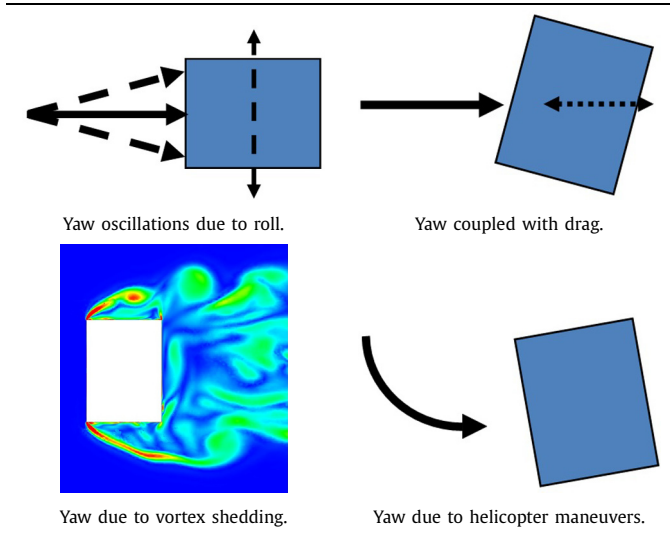 Yaw oscillations due to roll.
Yaw coupled with drag.
Yaw due to vortex shedding.
Yaw due to helicopter maneuvers.